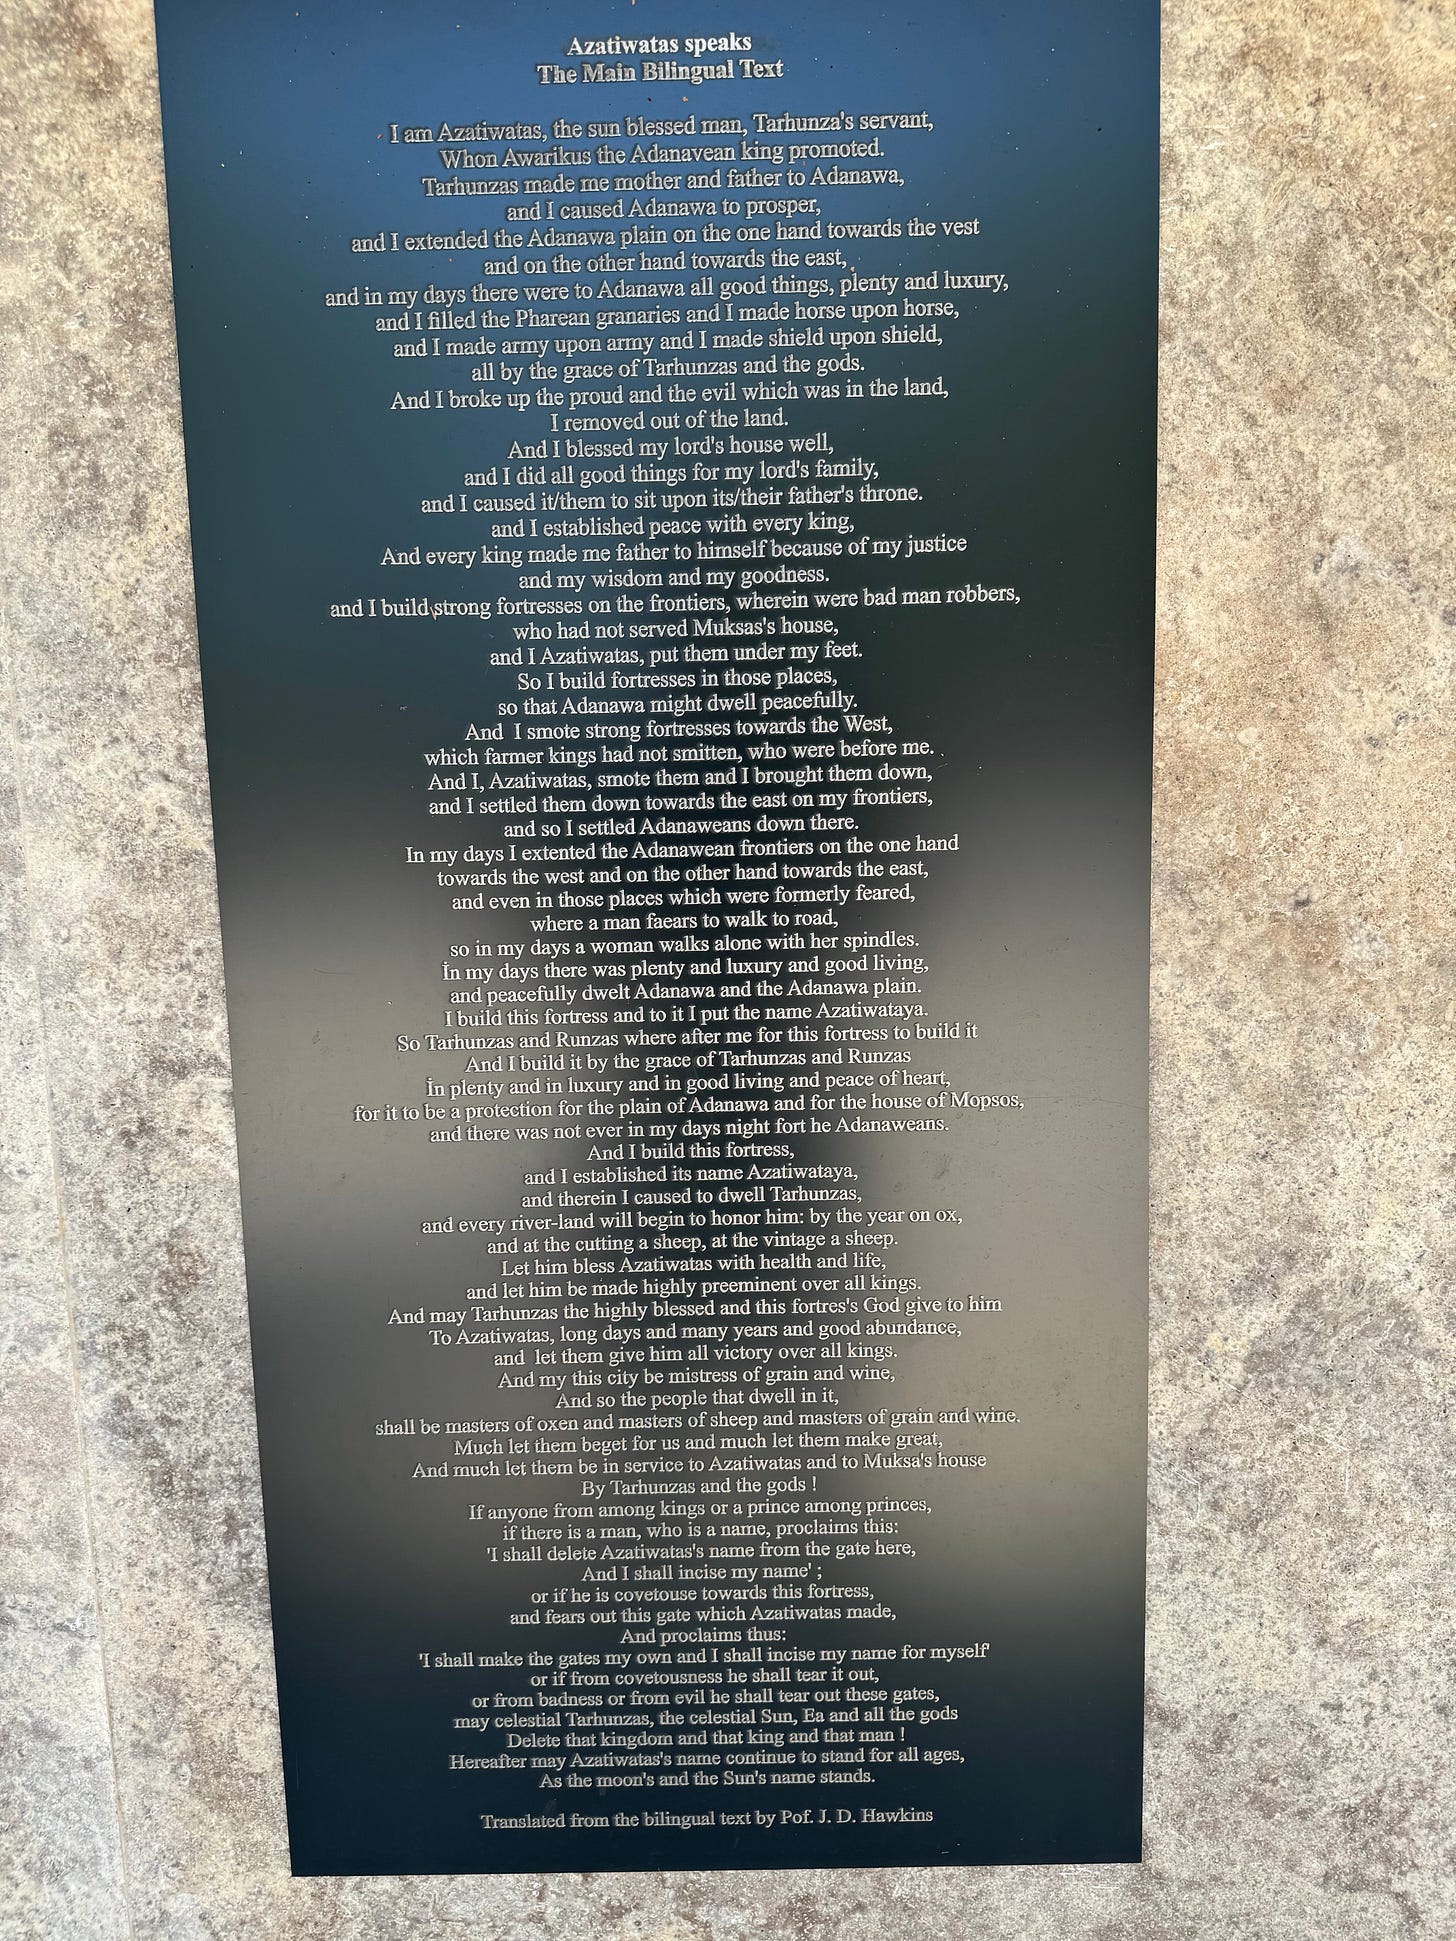 Azatiwatas speaks
The Main Bilingual Text
I am Azatiwatas, the sun blessed man, Tarhunza's servant,
Whon Awarikus the Adanavean king promoted.
Tarhunzas made me mother and father to Adanawa,
and I caused Adanawa to prosper,
and I extended the Adanawa plain on the one hand towards the vest
and on the other hand towards the east,
and in my days there were to Adanawa all good things, plenty and luxury,
and I filled the Pharean granaries and I made horse upon horse,
and I made army upon army and I made shield upon shield,
all by the grace of Tarhunzas and the gods.
And I broke up the proud and the evil which was in the land,
I removed out of the land.
And I blessed my lord's house well,
and I did all good things for my lord's family,
and I caused it/them to sit upon its/their father's throne.
and I established peace with every king,
And every king made me father to himself because of my justice
and my wisdom and my goodness.
and I build strong fortresses on the frontiers, wherein were bad man robbers,
who had not served Muksas's house,
and I Azatiwatas, put them under my feet.
So I build fortresses in those places,
so that Adanawa might dwell peacefully.
And I smote strong fortresses towards the West,
which farmer kings had not smitten, who were before me.
And I, Azatiwatas, smote them and I brought them down,
and I settled them down towards the east on my frontiers,
and so I settled Adanaweans down there.
In my days I extented the Adanawean frontiers on the one hand
towards the west and on the other hand towards the east,
and even in those places which were formerly feared,
where a man faears to walk to road,
so in my days a woman walks alone with her spindles.
İn my days there was plenty and luxury and good living,
and peacefully dwelt Adanawa and the Adanawa plain.
I build this fortress and to it I put the name Azatiwataya.
So Tarhunzas and Runzas where after me for this fortress to build it
And I build it by the grace of Tarhunzas and Runzas
İn plenty and in luxury and in good living and peace of heart,
for it to be a protection for the plain of Adanawa and for the house of Mopsos,
and there was not ever in my days night fort he Adanaweans.
And I build this fortress,
and I established its name Azatiwataya,
and therein I caused to dwell Tarhunzas,
and every river-land will begin to honor him: by the year on ox,
and at the cutting a sheep, at the vintage a sheep.
Let him bless Azatiwatas with health and life,
and let him be made highly preeminent over all kings.
And may Tarhunzas the highly blessed and this fortres's God give to him
To Azatiwatas, long days and many years and good abundance,
and let them give him all victory over all kings.
And my this city be mistress of grain and wine,
And so the people that dwell in it,
shall be masters of oxen and masters of sheep and masters of grain and wine.
Much let them beget for us and much let them make great,
And much let them be in service to Azatiwatas and to Muksa's house
By Tarhunzas and the gods !
If anyone from among kings or a prince among princes,
if there is a man, who is a name, proclaims this:
'I shall delete Azatiwatas's name from the gate here,
And I shall incise my name' ;
or if he is covetouse towards this fortress,
and fears out this gate which Azatiwatas made,
And proclaims thus:
'I shall make the gates my own and I shall incise my name for myself'
or if from covetousness he shall tear it out,
or from badness or from evil he shall tear out these gates,
may celestial Tarhunzas, the celestial Sun, Ea and all the gods
Delete that kingdom and that king and that man !
Hereafter may Azatiwatas's name continue to stand for all ages,
As the moon's and the Sun's name stands.
Translated from the bilingual text by Pof. J. D. Hawkins